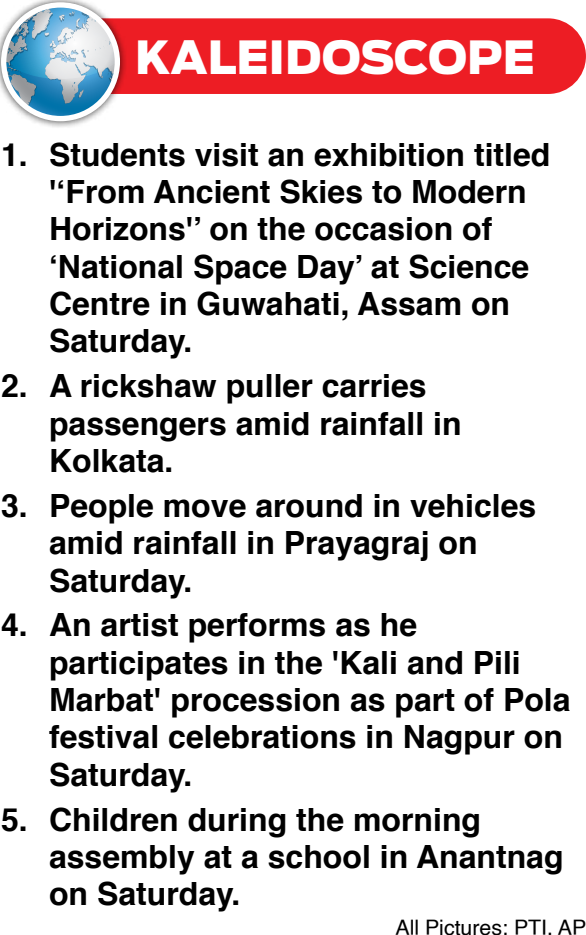 KALEIDOSCOPE
1. Students visit an exhibition titled
"‘From Ancient Skies to Modern
Horizons"’ on the occasion of
‘National Space Day’ at Science
Centre in Guwahati, Assam on
Saturday.
2. A rickshaw puller carries
passengers amid rainfall in
Kolkata.
3. People move around in vehicles
amid rainfall in Prayagraj on
Saturday.
4. An artist performs as he
participates in the 'Kali and Pili
Marbat' procession as part of Pola
festival celebrations in Nagpur on
Saturday.
5. Children during the morning
assembly at a school in Anantnag
on Saturday.
All Pictures: PTI. AP